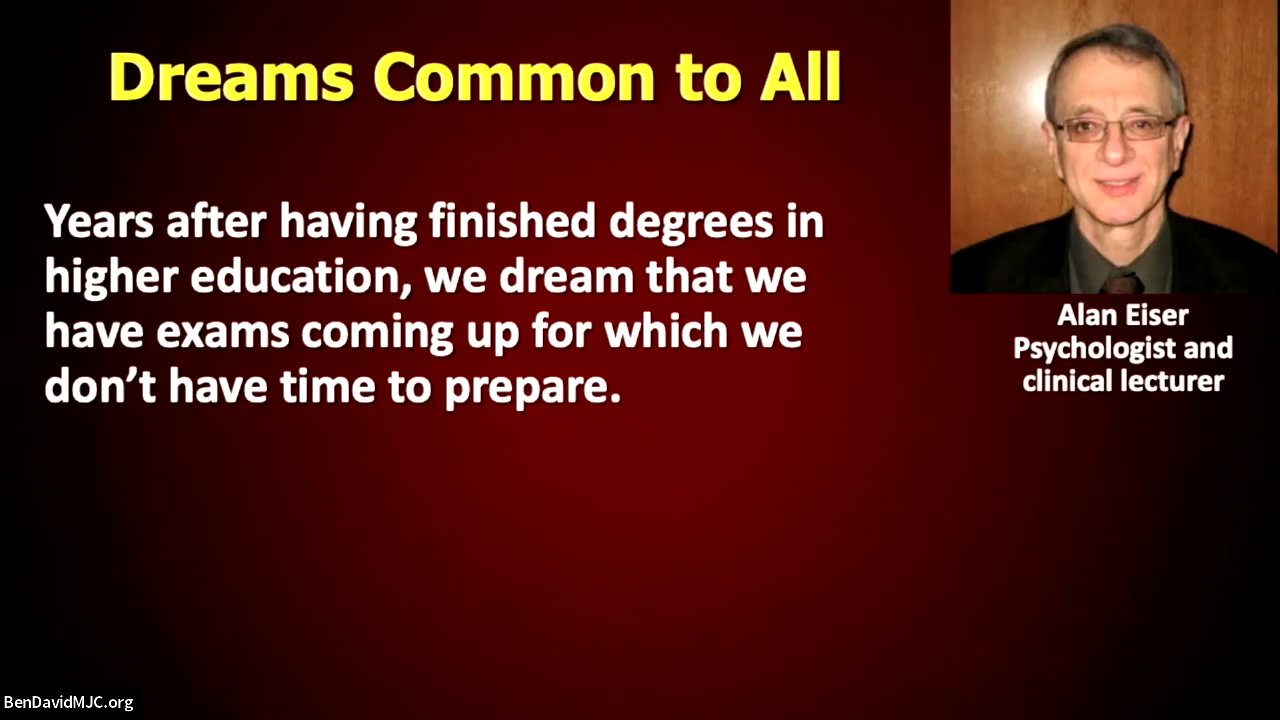 Dreams Common to All
Years after having finished degrees in
higher education, we dream that we
have exams coming up for which we
don’t have time to prepare.
Alan Eiser
Psychologist and
clinical lecturer
BenDavidMJC.org